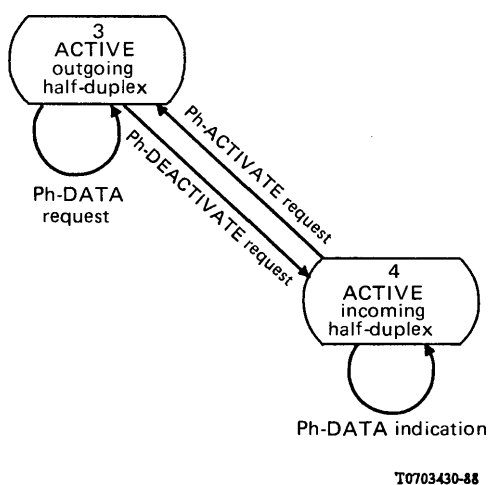 3
ACTIVE
outgoing
half-duplex
Ph-DATA
request
Ph-ACTIVATE request
Ph-DEACTIVATE request
4
ACTIVE
incoming
half-duplex
Ph-DATA indication
T0703430-88